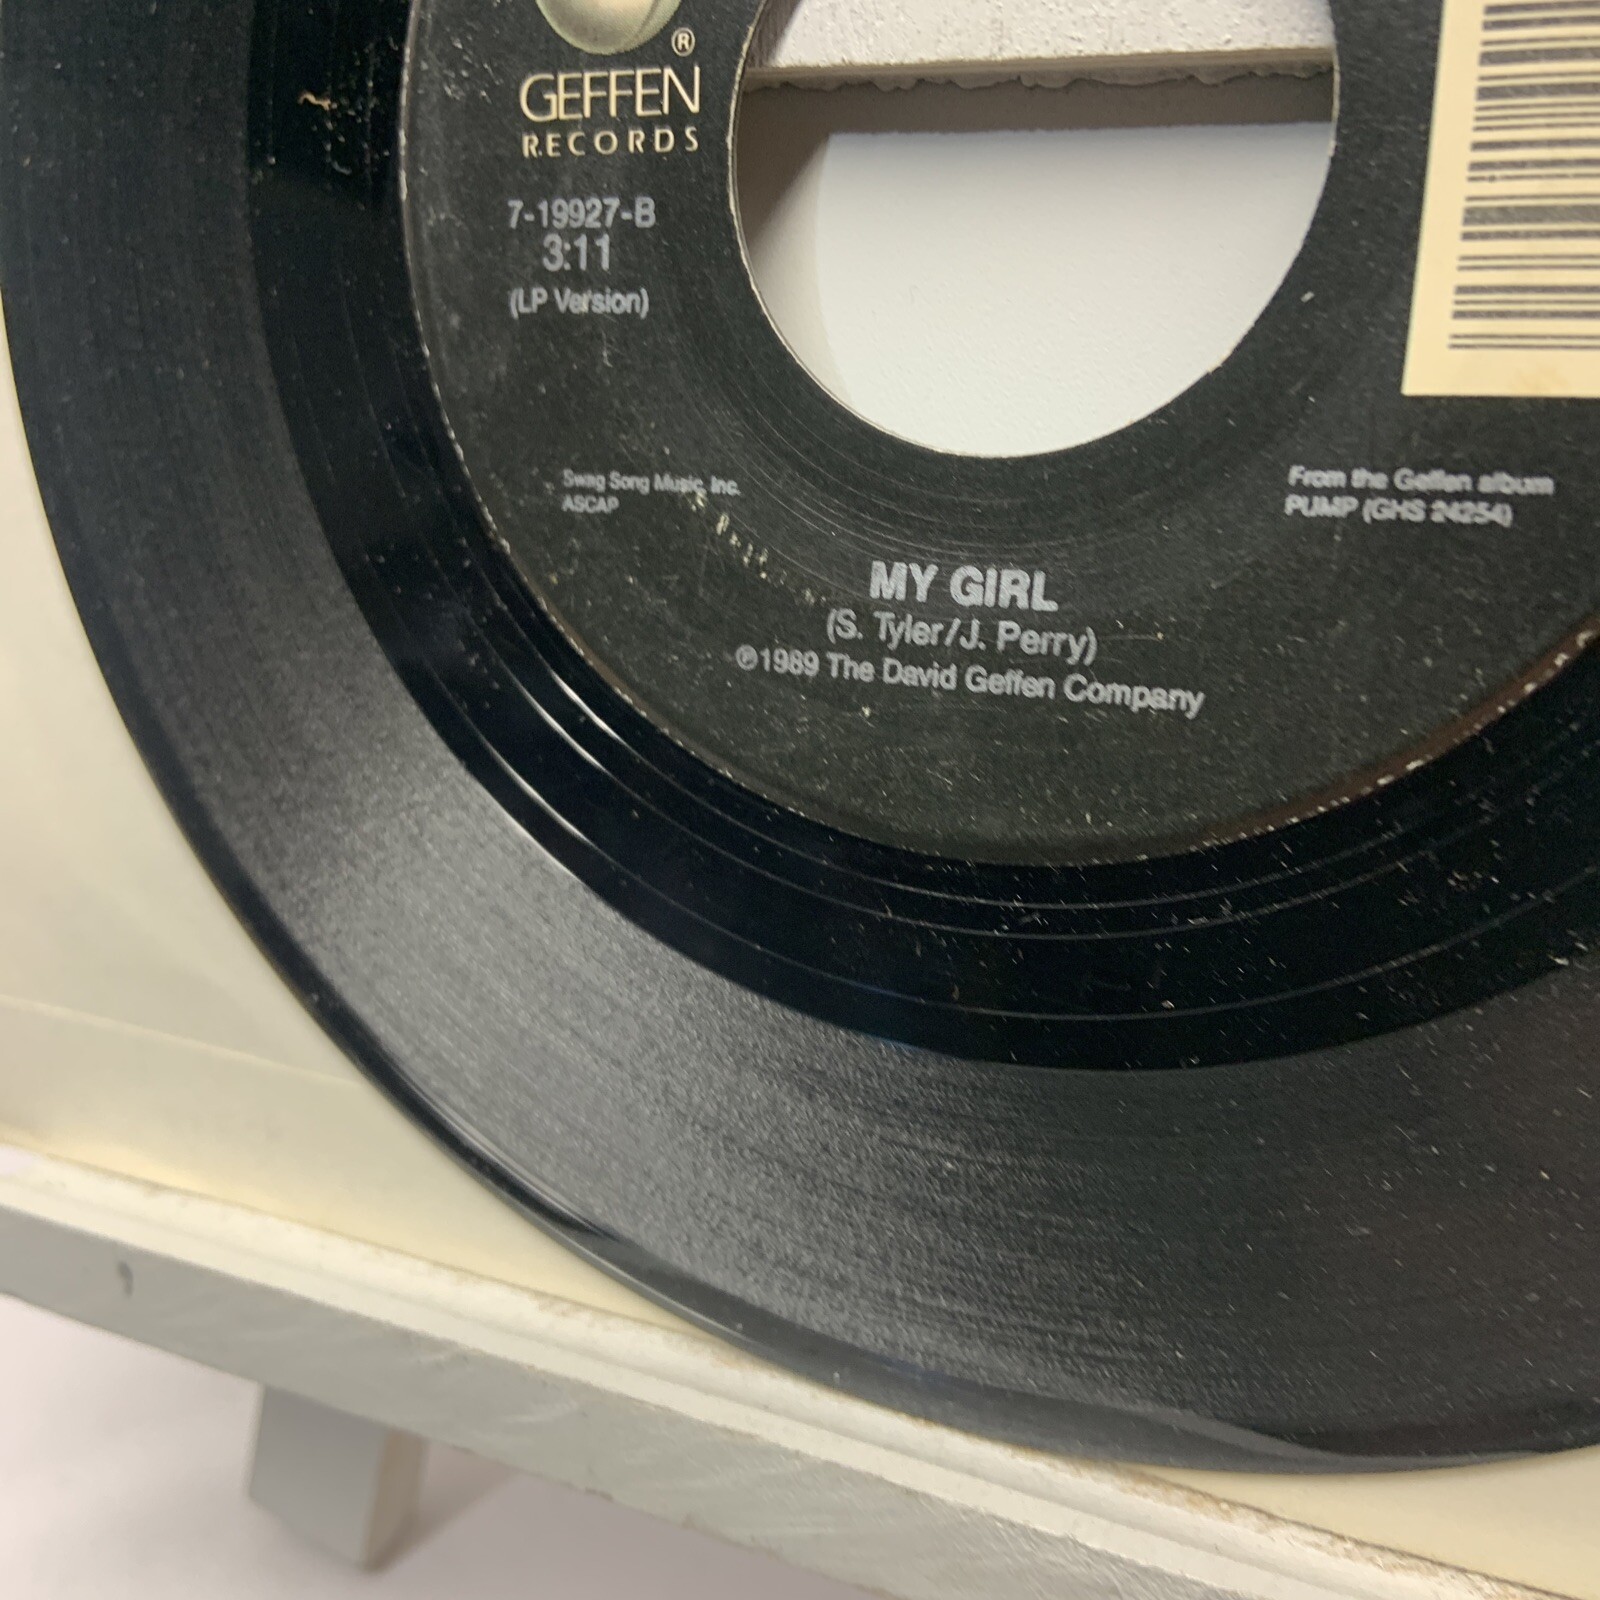 ®
GEFFEN
RECORDS
7-19927-B
3:11
(LP Version)
Swag Song Music, Inc.
ASCAP
From the Geffen album
PUMP (GHS 24254)
MY GIRL
(S. Tyler/J. Perry)
℗1989 The David Geffen Company